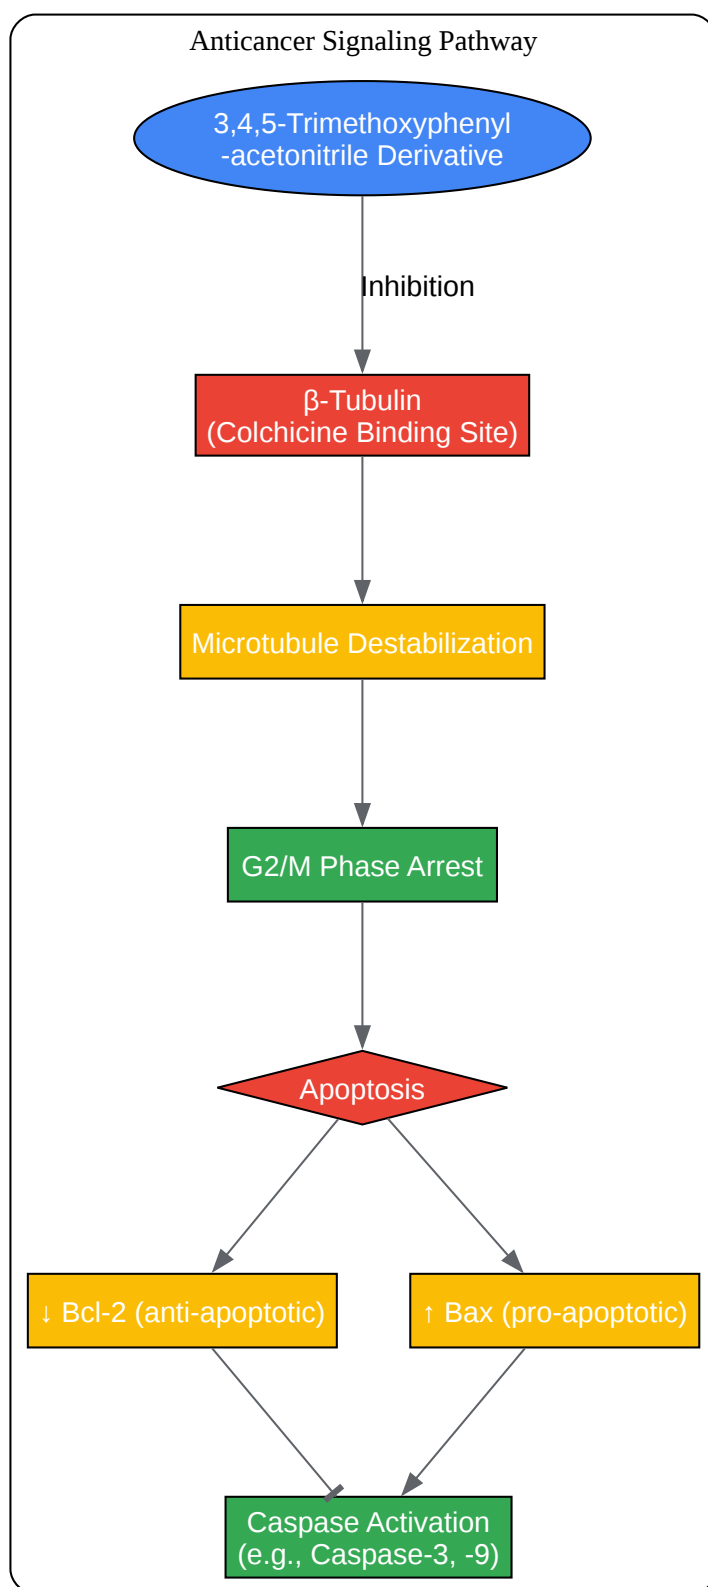 Anticancer Signaling Pathway
3,4,5-Trimethoxyphenyl
-acetonitrile Derivative
Inhibition
β-Tubulin
(Colchicine Binding Site)
Microtubule Destabilization
G2/M Phase Arrest
Apoptosis
↓ Bcl-2 (anti-apoptotic)
↑ Bax (pro-apoptotic)
Caspase Activation
(e.g., Caspase-3, -9)